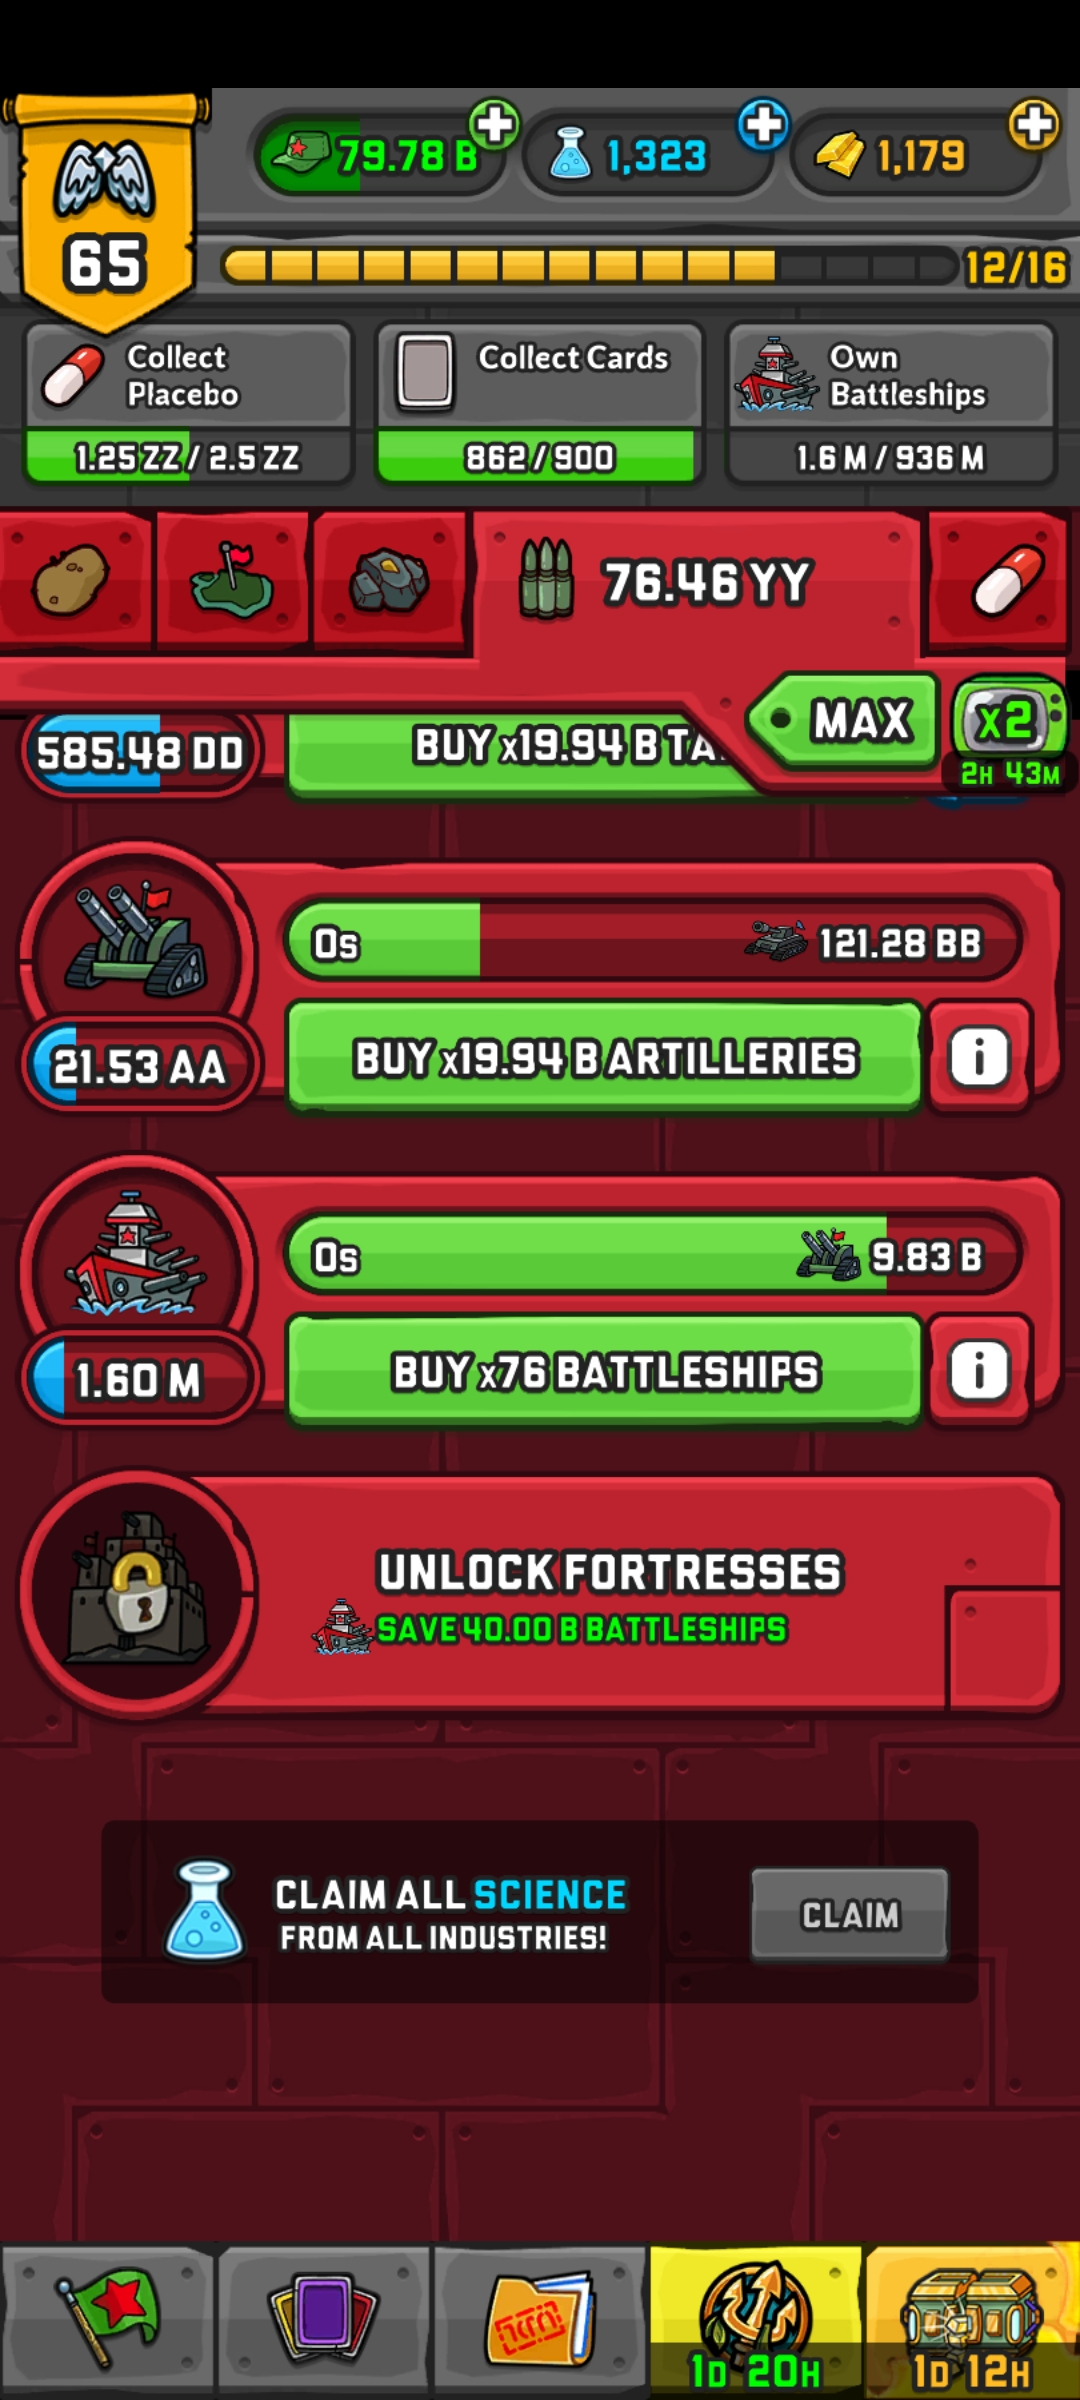 79.78 B
1,323
1,179
65
12/16
Collect
Placebo
Collect Cards
Own
Battleships
1.25 ZZ / 2.5 ZZ
862 / 900
1.6 M / 936 M
76.46 YY
MAX
x2
2H 43M
585.48 DD
BUY x19.94 B TA
0s
121.28 BB
21.53 AA
BUY x19.94 B ARTILLERIES
i
0s
9.83 B
1.60 M
BUY x76 BATTLESHIPS
i
UNLOCK FORTRESSES
SAVE 40.00 B BATTLESHIPS
CLAIM ALL SCIENCE
FROM ALL INDUSTRIES!
CLAIM
1D 20H
1D 12H